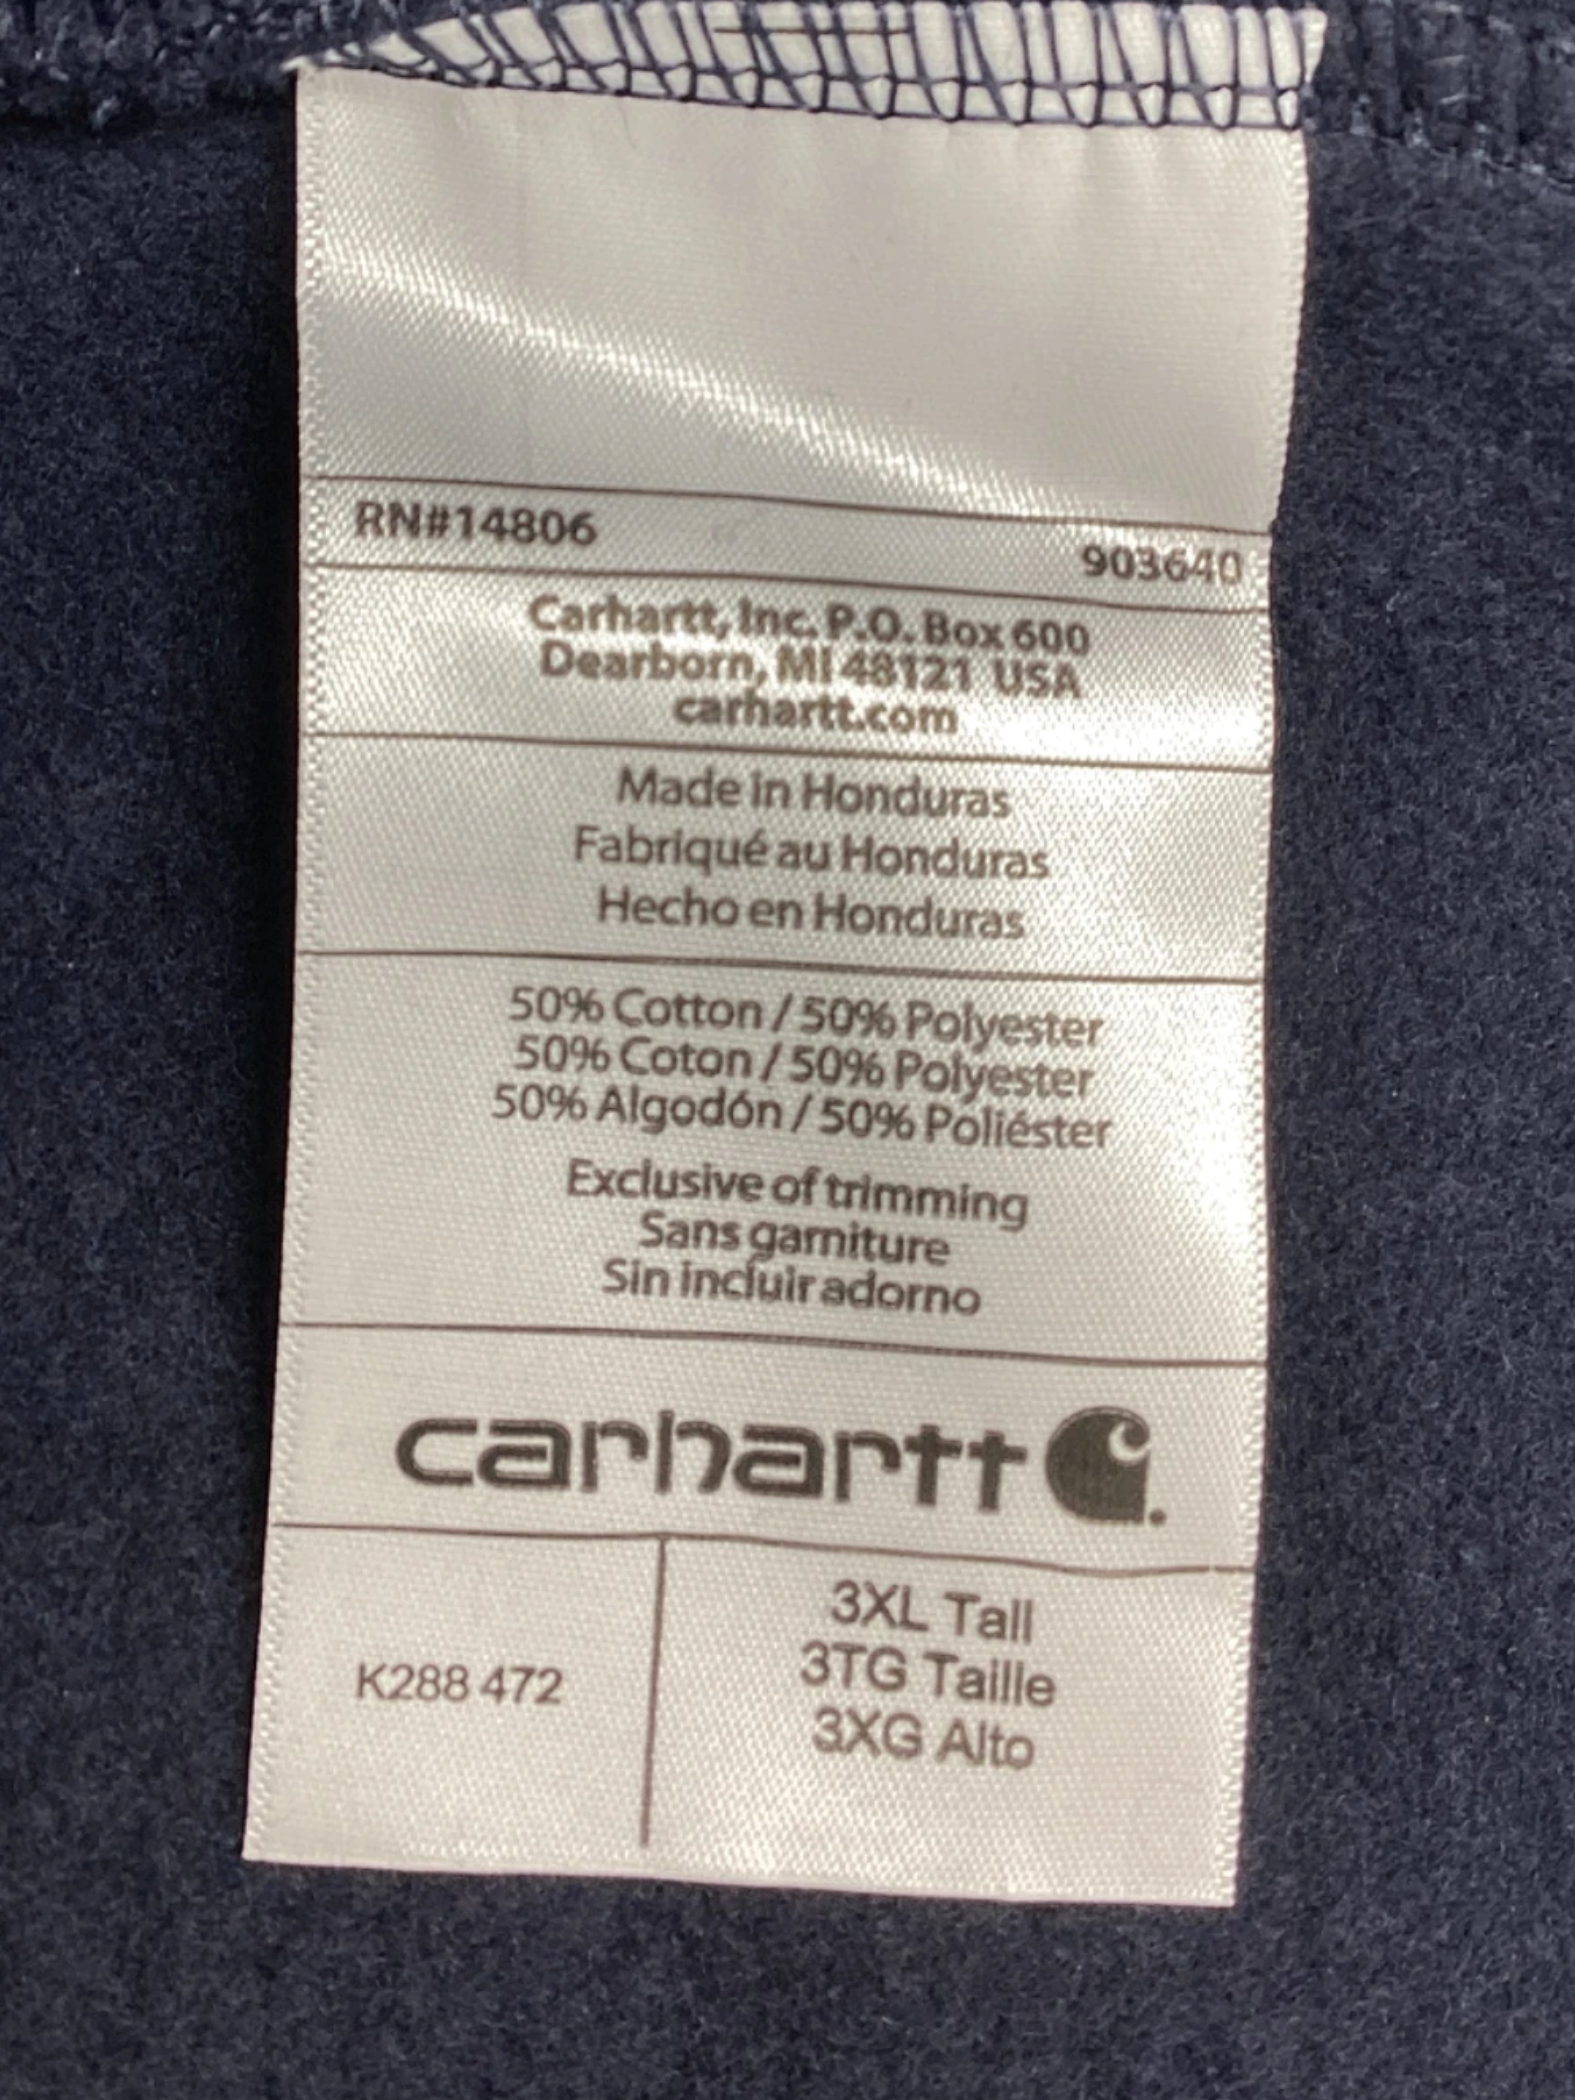 RN#14806
903640
Carhartt, Inc. P.O. Box 600
Dearborn, MI 48121 USA
carhartt.com
Made in Honduras
Fabriqué au Honduras
Hecho en Honduras
50% Cotton / 50% Polyester
50% Coton / 50% Polyester
50% Algodón / 50% Poliéster
Exclusive of trimming
Sans garniture
Sin incluir adorno
carhartt
K288 472
3XL Tall
3TG Taille
3XG Alto